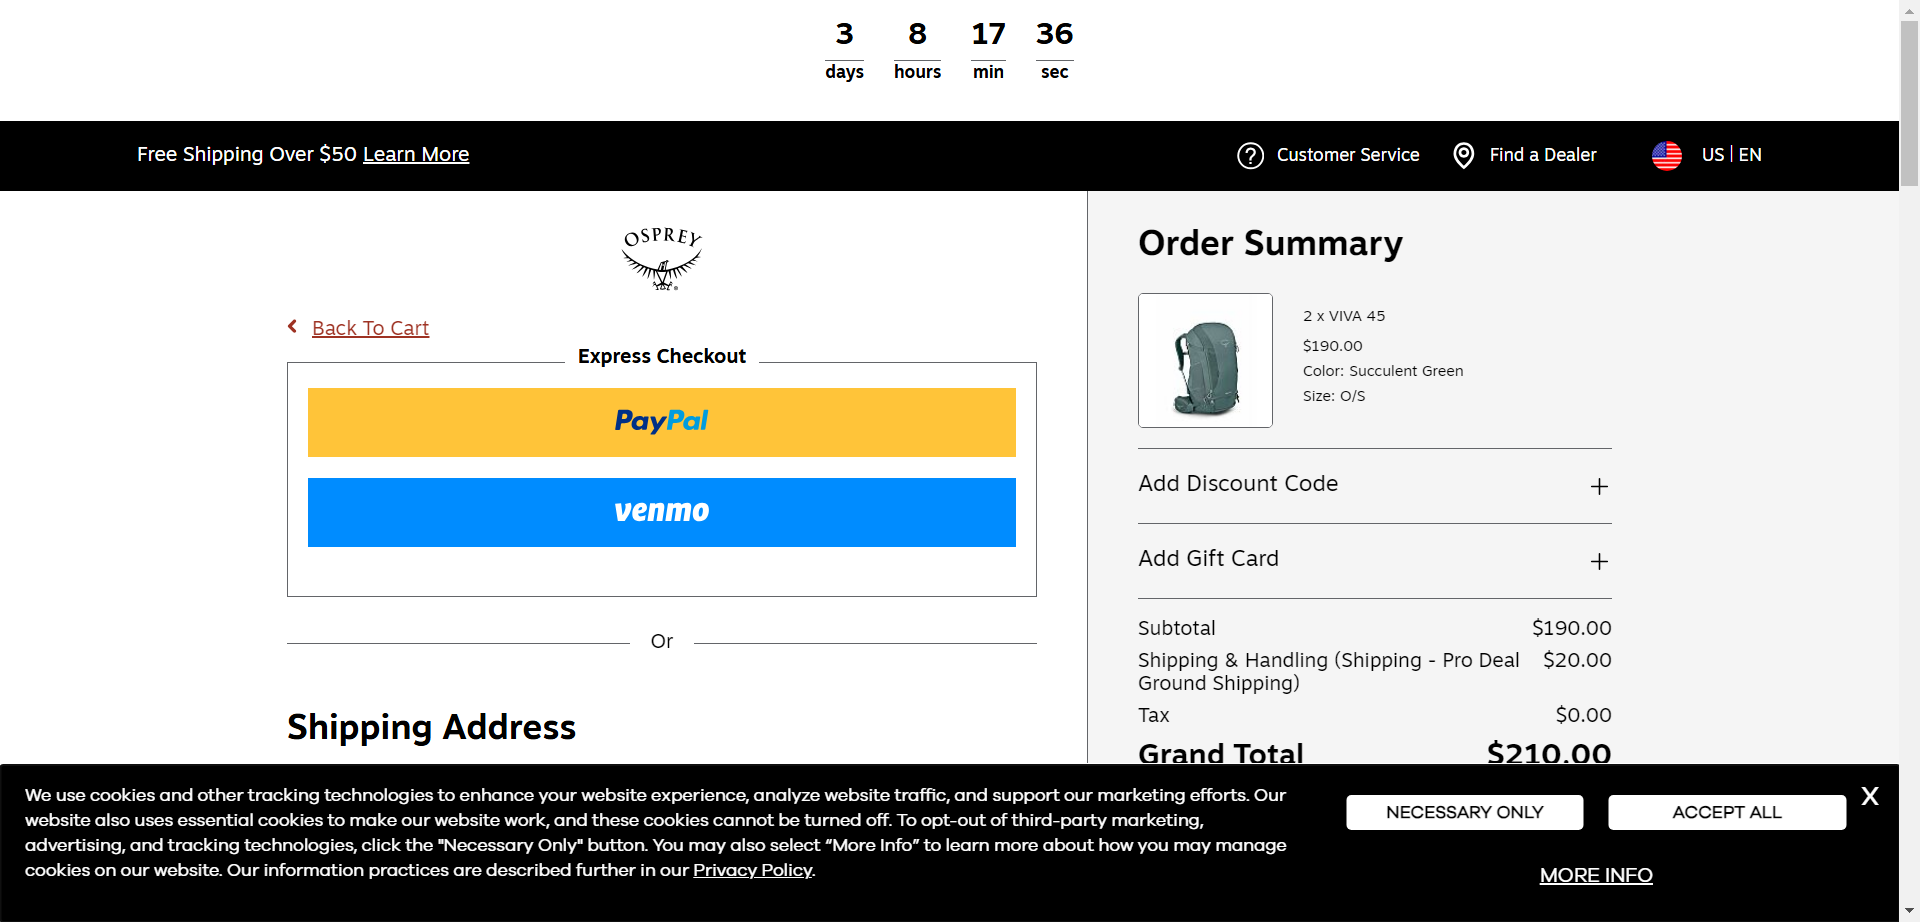 3 8 17 36
days hours min sec
Free Shipping Over $50 Learn More
Customer Service Find a Dealer US | EN
OSPREY
Back To Cart
Express Checkout
PayPal
venmo
Or
Shipping Address
Order Summary
2 x VIVA 45
$190.00
Color: Succulent Green
Size: O/S
Add Discount Code
Add Gift Card
Subtotal $190.00
Shipping & Handling (Shipping - Pro Deal $20.00
Ground Shipping)
Tax $0.00
Grand Total $210.00
We use cookies and other tracking technologies to enhance your website experience, analyze website traffic, and support our marketing efforts. Our
website also uses essential cookies to make our website work, and these cookies cannot be turned off. To opt-out of third-party marketing,
advertising, and tracking technologies, click the "Necessary Only" button. You may also select “More Info” to learn more about how you may manage
cookies on our website. Our information practices are described further in our Privacy Policy.
NECESSARY ONLY ACCEPT ALL X
MORE INFO